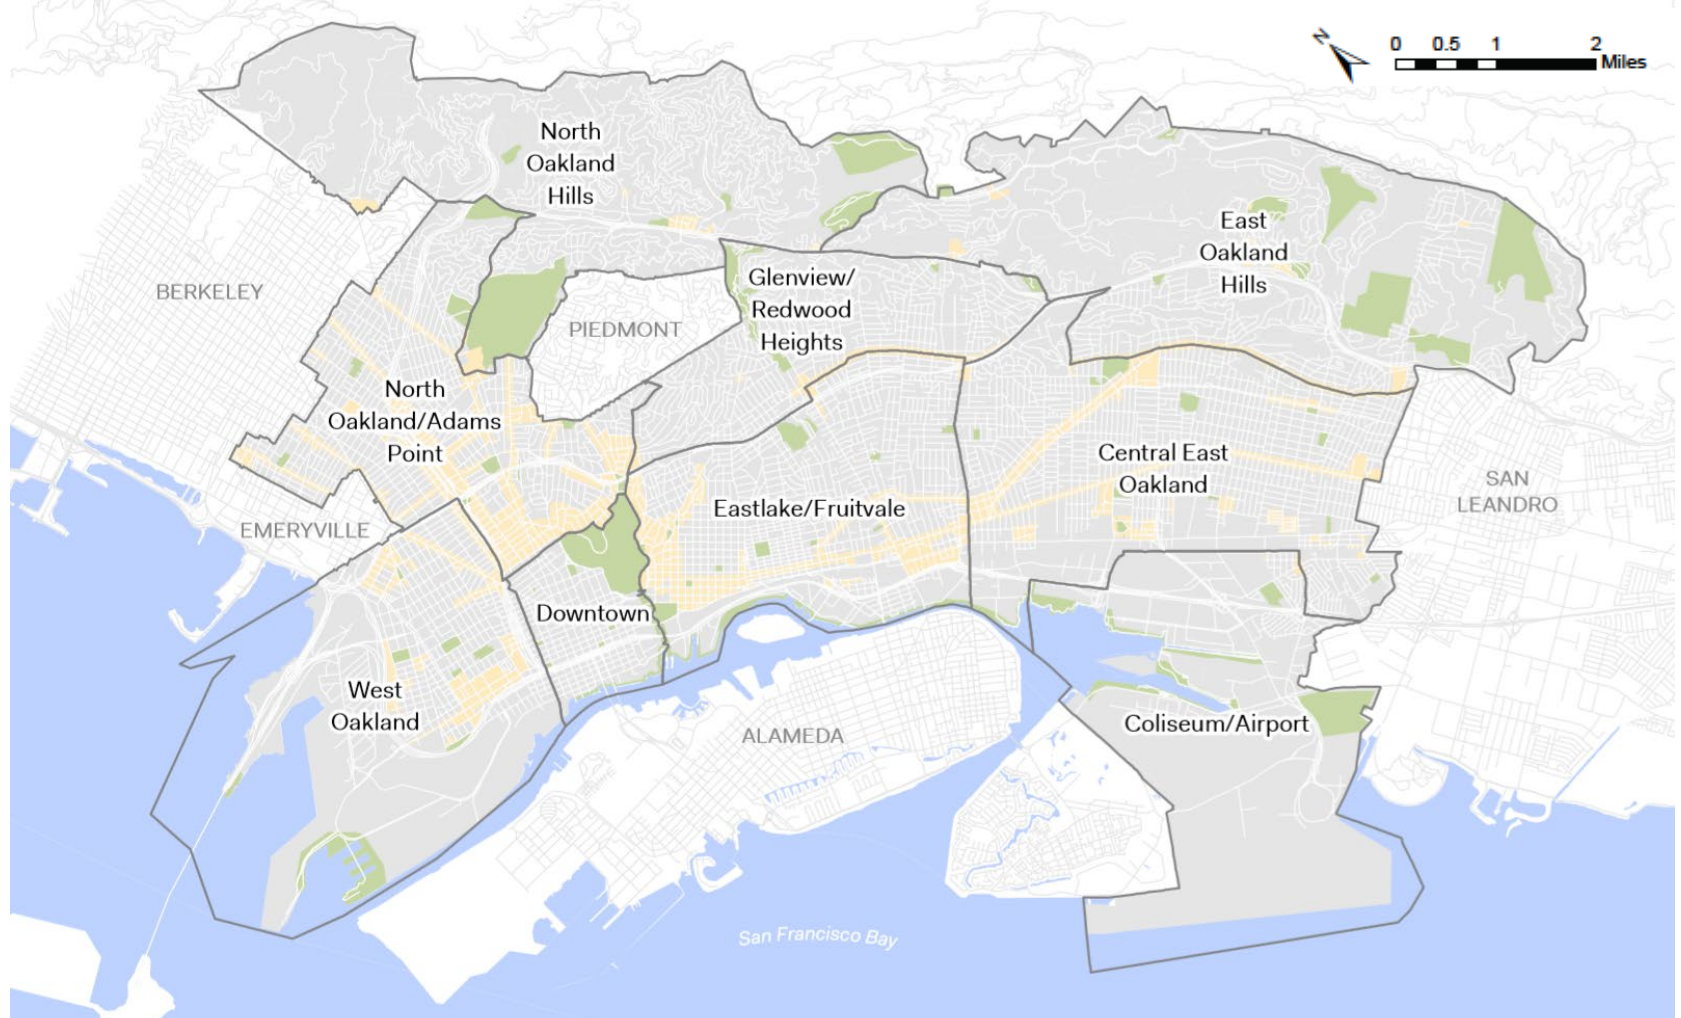 N
0 0.5 1 2
Miles
North
Oakland
Hills
East
Oakland
Hills
Glenview/
Redwood
Heights
BERKELEY
PIEDMONT
North
Oakland/Adams
Point
Central East
Oakland
SAN
LEANDRO
Eastlake/Fruitvale
EMERYVILLE
Downtown
West
Oakland
ALAMEDA
Coliseum/Airport
San Francisco Bay